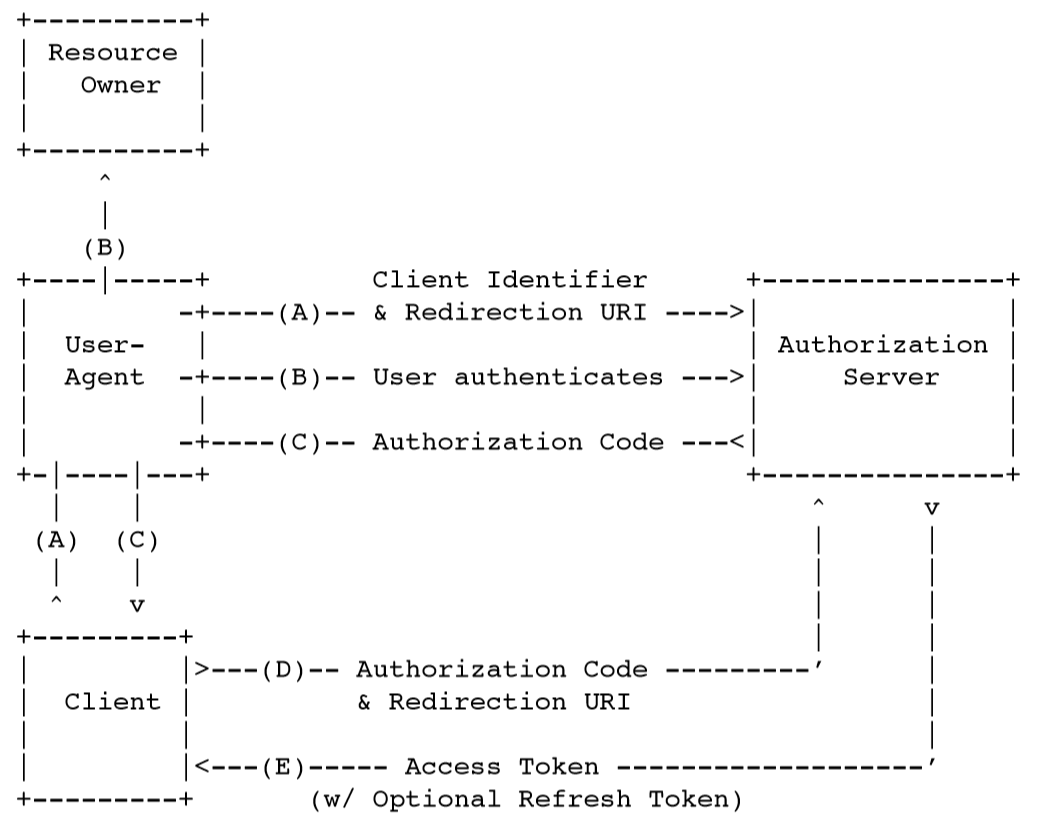 +----------+
| Resource |
|   Owner  |
|          |
+----------+
     ^
     |
    (B)
+----|-----+          Client Identifier      +---------------+
|         -+----(A)-- & Redirection URI ---->|               |
|  User-   |                                 | Authorization |
|  Agent  -+----(B)-- User authenticates --->|     Server    |
|          |                                 |               |
|         -+----(C)-- Authorization Code ---<|               |
+-|----|---+                                 +---------------+
  |    |                                         ^      v
 (A)  (C)                                        |      |
  |    |                                         |      |
  ^    v                                         |      |
+---------+                                      |      |
|         |>---(D)-- Authorization Code ---------'      |
|  Client |          & Redirection URI                  |
|         |                                             |
|         |<---(E)----- Access Token -------------------'
+---------+       (w/ Optional Refresh Token)